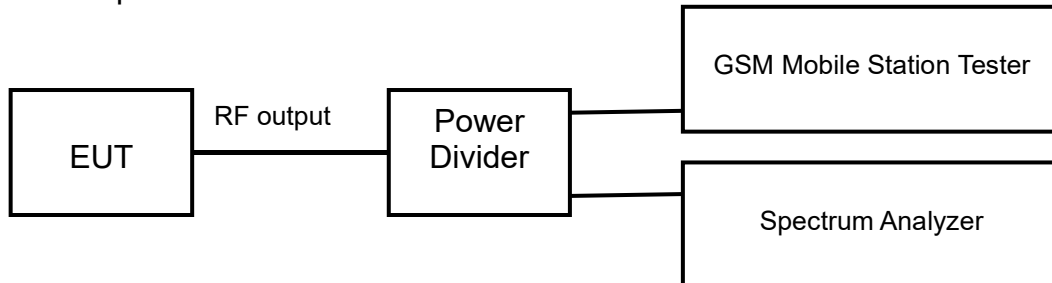 EUT
RF output
Power
Divider
GSM Mobile Station Tester
Spectrum Analyzer